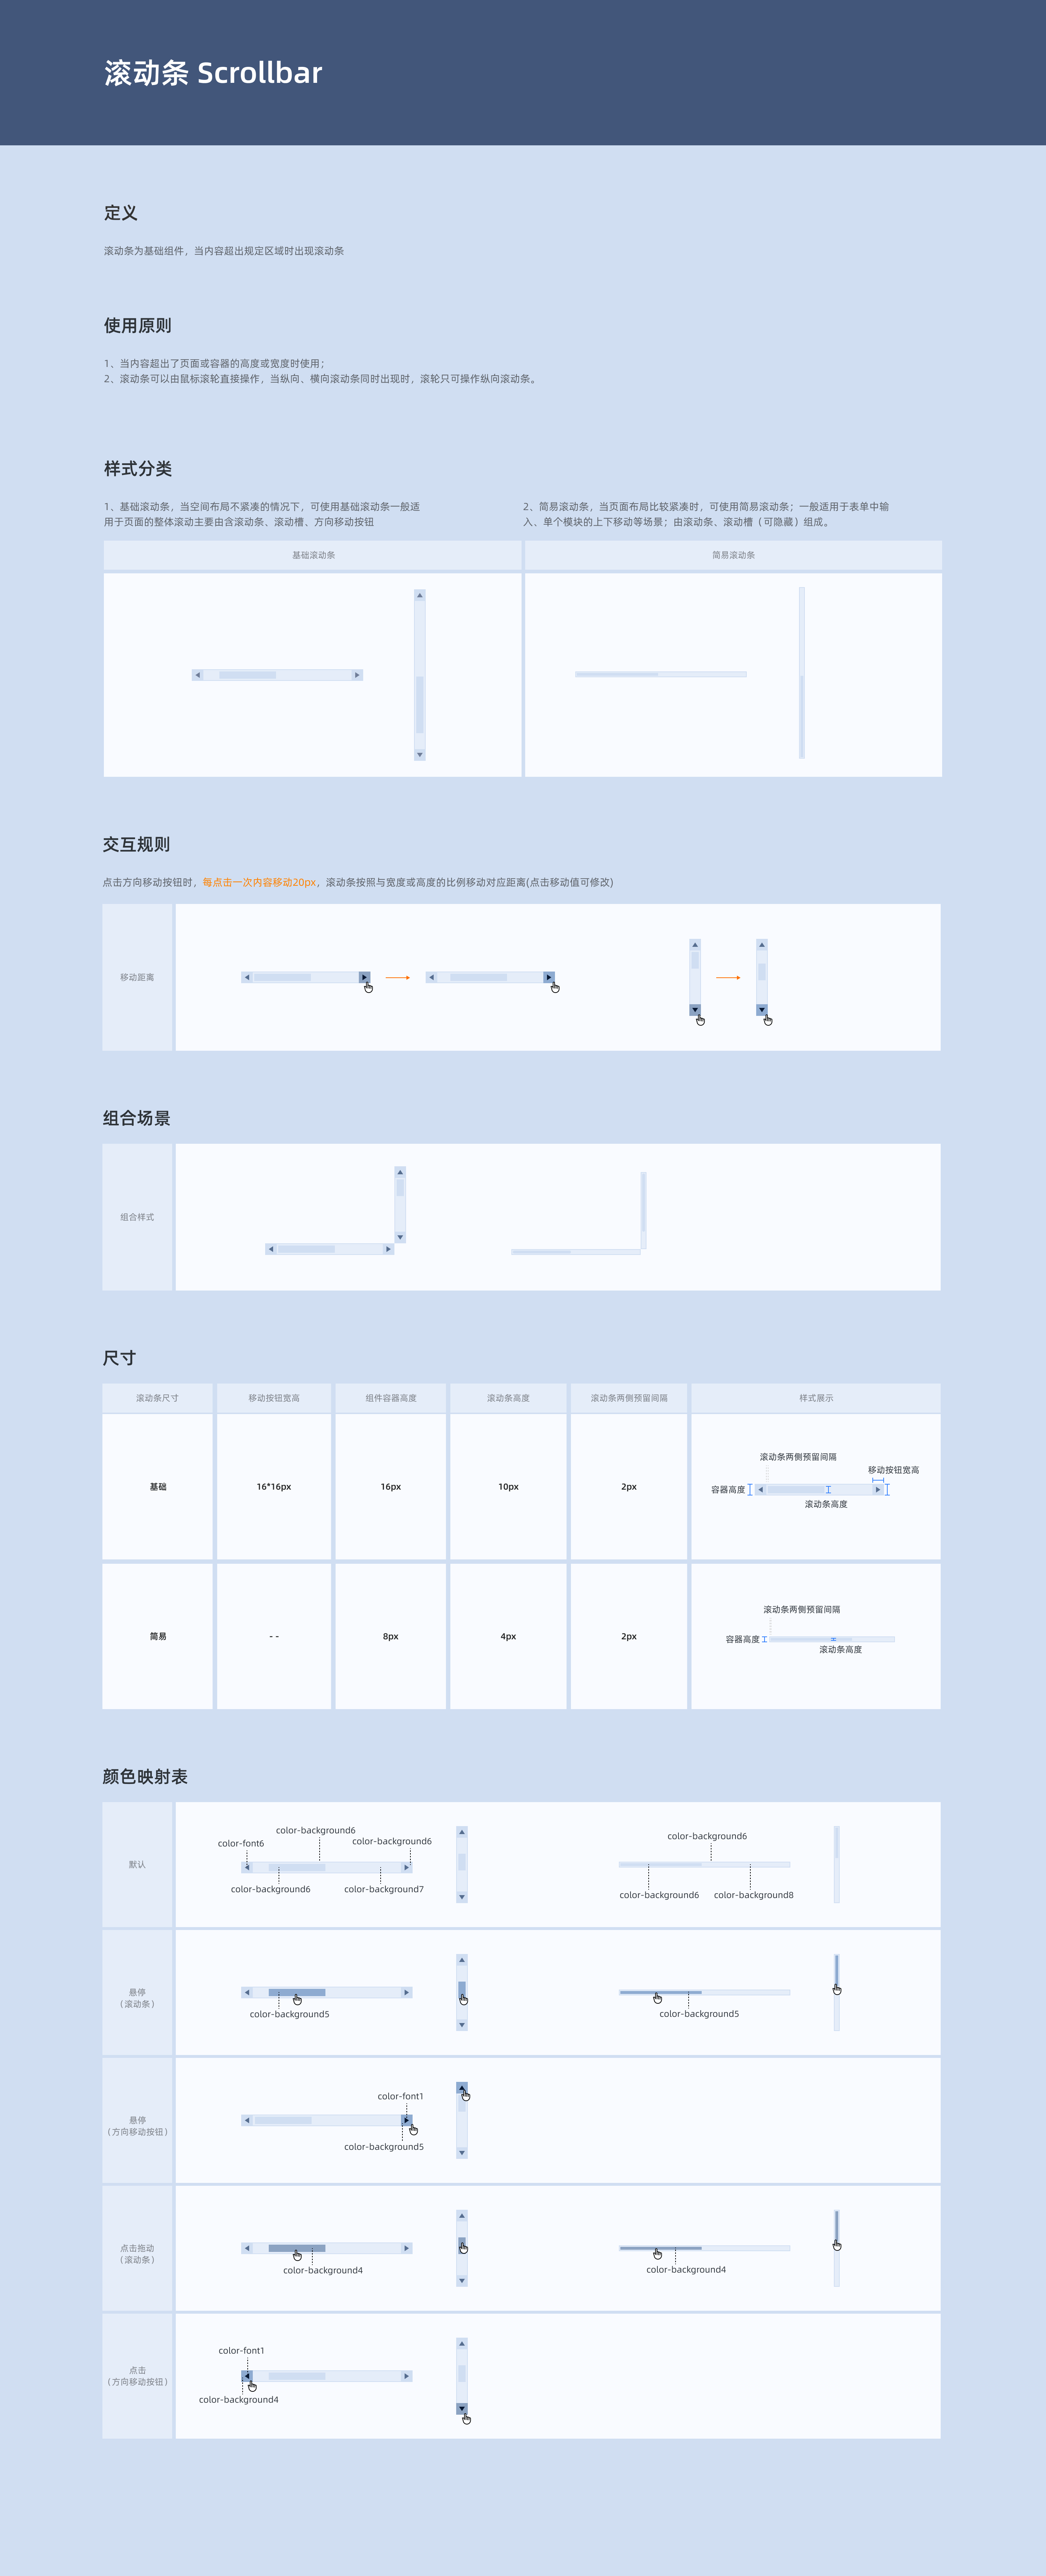 滚动条 Scrollbar
定义
滚动条为基础组件，当内容超出规定区域时出现滚动条
使用原则
1、当内容超出了页面或容器的高度或宽度时使用；
2、滚动条可以由鼠标滚轮直接操作，当纵向、横向滚动条同时出现时，滚轮只可操作纵向滚动条。
样式分类
1、基础滚动条，当空间布局不紧凑的情况下，可使用基础滚动条一般适
用于页面的整体滚动主要由含滚动条、滚动槽、方向移动按钮
2、简易滚动条，当页面布局比较紧凑时，可使用简易滚动条；一般适用于表单中输
入、单个模块的上下移动等场景；由滚动条、滚动槽（可隐藏）组成。
基础滚动条
简易滚动条
交互规则
点击方向移动按钮时，每点击一次内容移动20px，滚动条按照与宽度或高度的比例移动对应距离(点击移动值可修改)
移动距离
组合场景
组合样式
尺寸
滚动条尺寸
移动按钮宽高
组件容器高度
滚动条高度
滚动条两侧预留间隔
样式展示
基础
16*16px
16px
10px
2px
滚动条两侧预留间隔
移动按钮宽高
容器高度
滚动条高度
简易
- -
8px
4px
2px
滚动条两侧预留间隔
容器高度
滚动条高度
颜色映射表
默认
color-background6
color-font6
color-background6
color-background6
color-background7
color-background6
color-background6
color-background8
悬停
（滚动条）
color-background5
color-background5
悬停
（方向移动按钮）
color-font1
color-background5
点击拖动
（滚动条）
color-background4
color-background4
点击
（方向移动按钮）
color-font1
color-background4